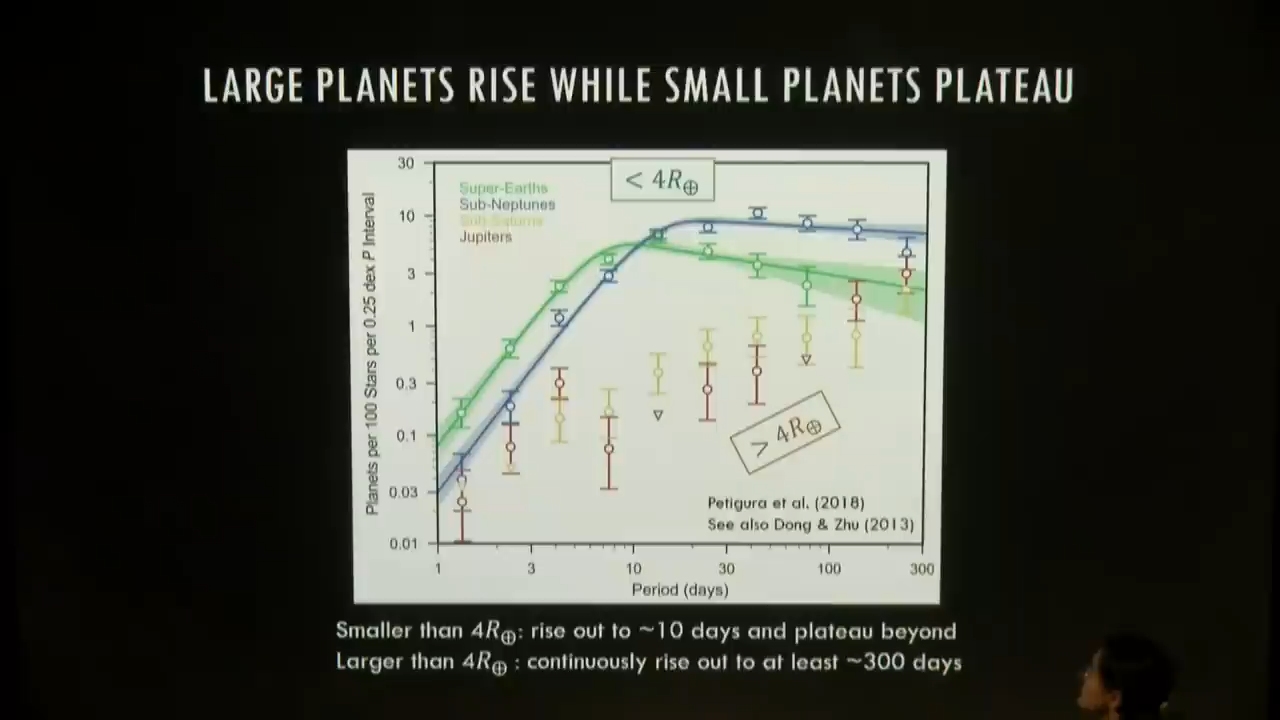 LARGE PLANETS RISE WHILE SMALL PLANETS PLATEAU
< 4R⊕
Super-Earths
Sub-Neptunes
Sub-Saturns
Jupiters
Planets per 100 Stars per 0.25 dex P Interval
30
10
3
1
0.3
0.1
0.03
0.01
> 4R⊕
Petigura et al. (2018)
See also Dong & Zhu (2013)
1 3 10 30 100 300
Period (days)
Smaller than 4R⊕: rise out to ~10 days and plateau beyond
Larger than 4R⊕ : continuously rise out to at least ~300 days